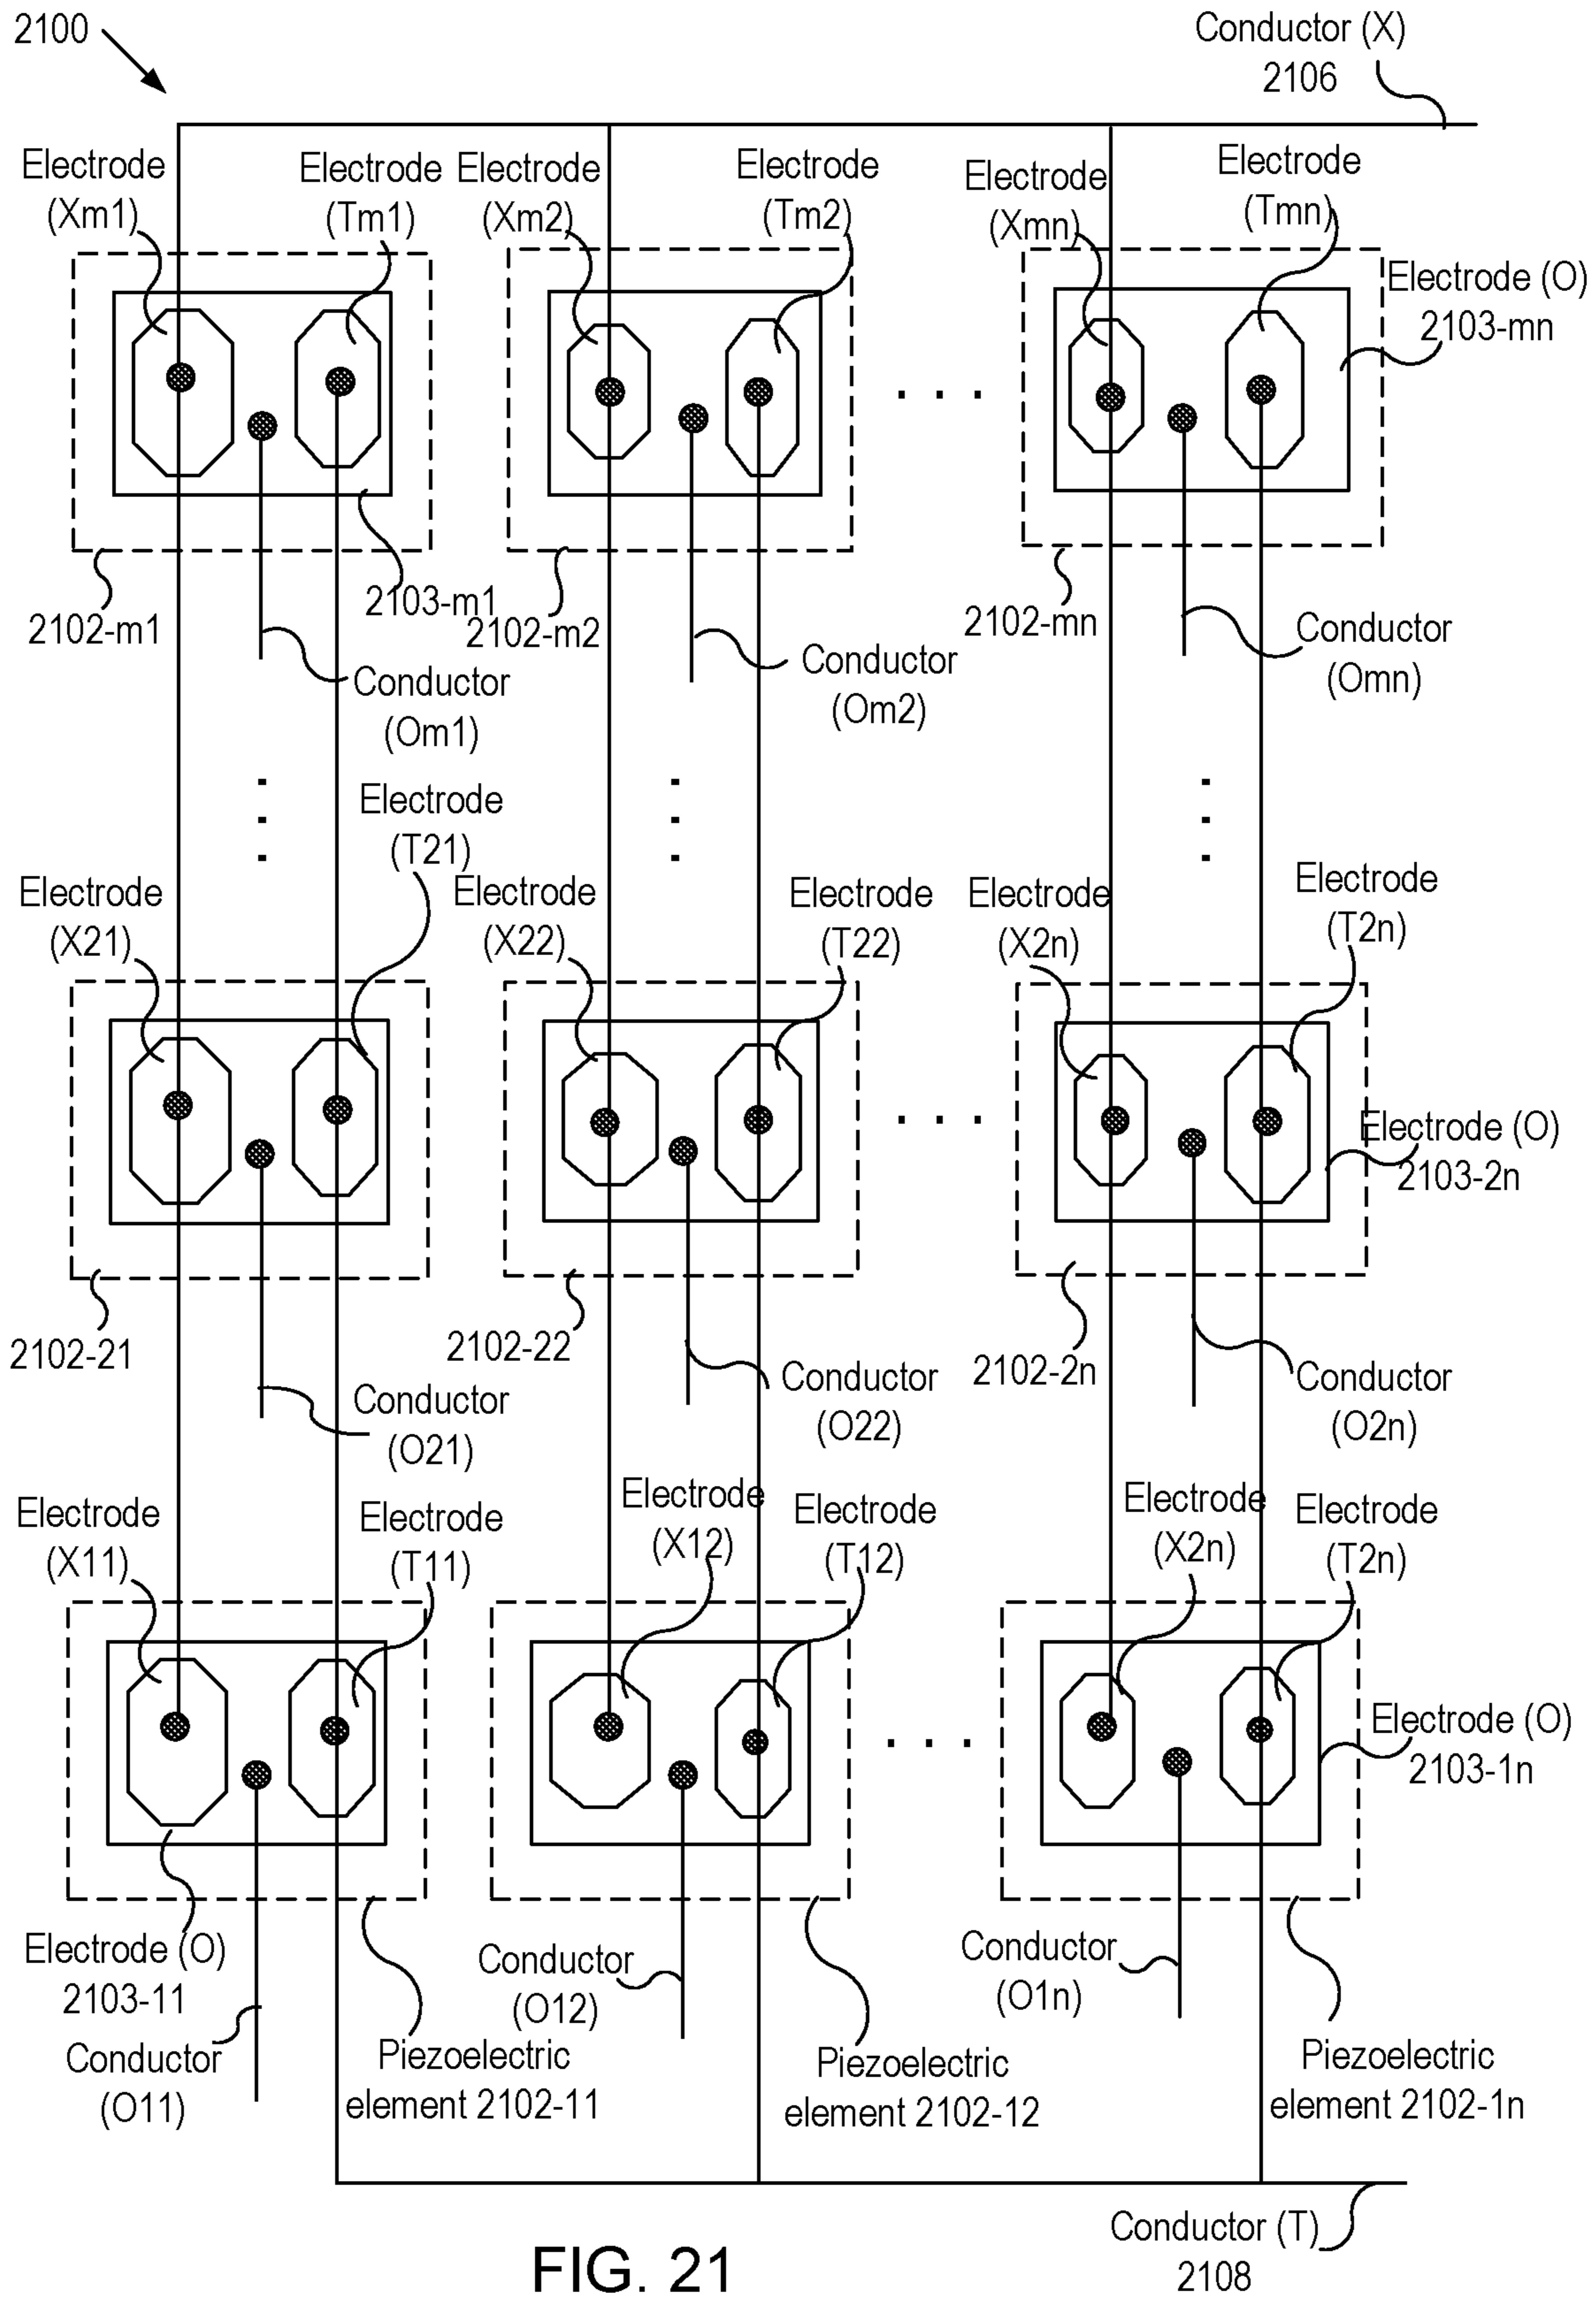 2100
Conductor (X)
2106
Electrode
(Xm1)
Electrode
(Tm1)
Electrode
(Xm2)
Electrode
(Tm2)
Electrode
(Xmn)
Electrode
(Tmn)
Electrode (O)
2103-mn
2102-m1
2103-m1
2102-m2
2102-mn
Conductor
(Om1)
Conductor
(Om2)
Conductor
(Omn)
Electrode
(X21)
Electrode
(T21)
Electrode
(X22)
Electrode
(T22)
Electrode
(X2n)
Electrode
(T2n)
Electrode (O)
2103-2n
2102-21
2102-22
2102-2n
Conductor
(O21)
Conductor
(O22)
Conductor
(O2n)
Electrode
(X11)
Electrode
(T11)
Electrode
(X12)
Electrode
(T12)
Electrode
(X2n)
Electrode
(T2n)
Electrode (O)
2103-1n
Electrode (O)
2103-11
Conductor
(O11)
Conductor
(O12)
Conductor
(O1n)
Piezoelectric
element 2102-11
Piezoelectric
element 2102-12
Piezoelectric
element 2102-1n
Conductor (T)
2108
FIG. 21